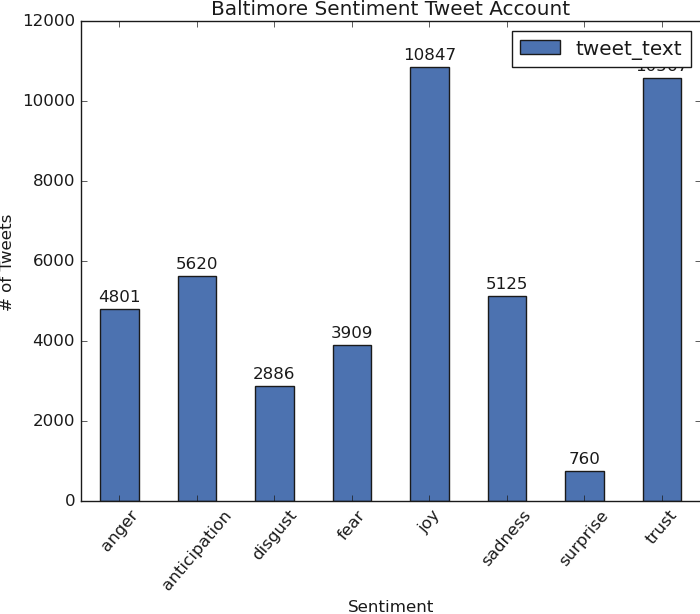 Baltimore Sentiment Tweet Account
tweet_text
# of Tweets
12000
10000
8000
6000
4000
2000
0
4801
5620
2886
3909
10847
5125
760
anger
anticipation
disgust
fear
joy
sadness
surprise
trust
Sentiment